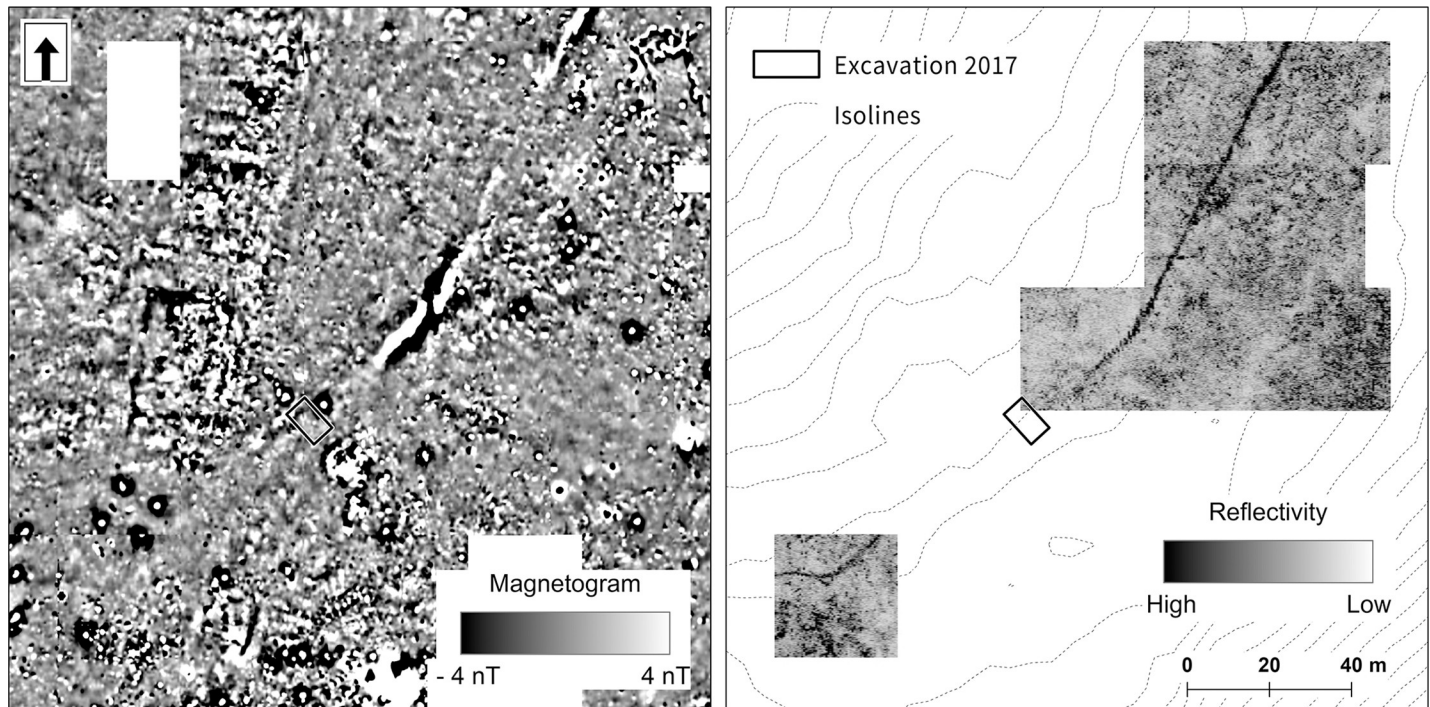 Magnetogram
- 4 nT 4 nT
Excavation 2017
Isolines
Reflectivity
High Low
0 20 40 m